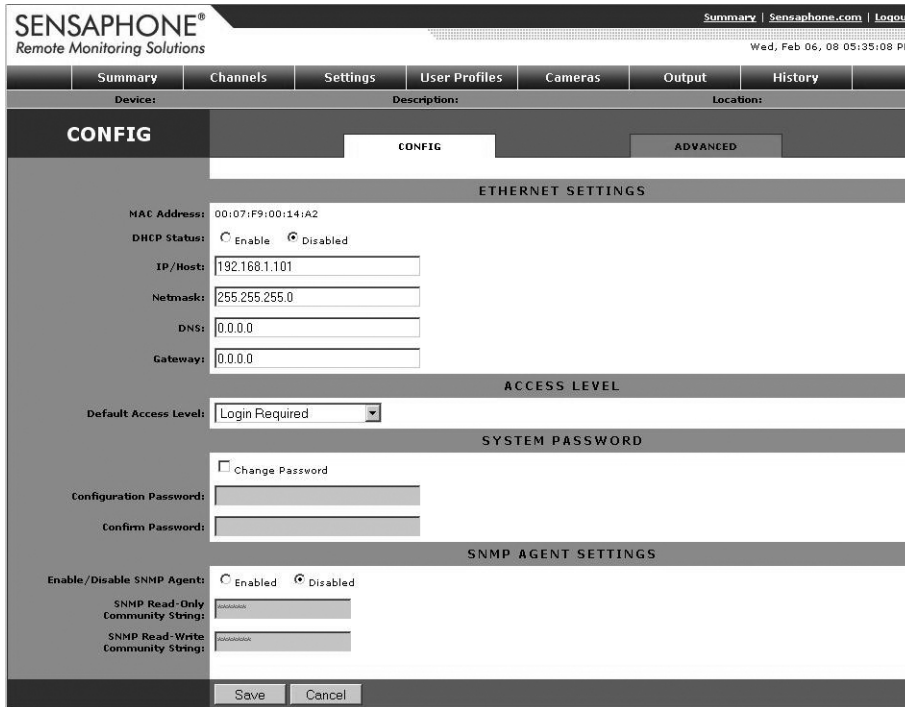 SENSAPHONE®
Remote Monitoring Solutions
Summary | Sensaphone.com | Logou
Wed, Feb 06, 08 05:35:08 P
Summary Channels Settings User Profiles Cameras Output History
Device: Description: Location:
CONFIG
CONFIG ADVANCED
ETHERNET SETTINGS
MAC Address: 00:07:F9:00:14:A2
DHCP Status: Enable Disabled
IP/Host: 192.168.1.101
Netmask: 255.255.255.0
DNS: 0.0.0.0
Gateway: 0.0.0.0
ACCESS LEVEL
Default Access Level: Login Required
SYSTEM PASSWORD
Change Password
Configuration Password:
Confirm Password:
SNMP AGENT SETTINGS
Enable/Disable SNMP Agent: Enabled Disabled
SNMP Read-Only
Community String: ******
SNMP Read-Write
Community String: *******
Save Cancel